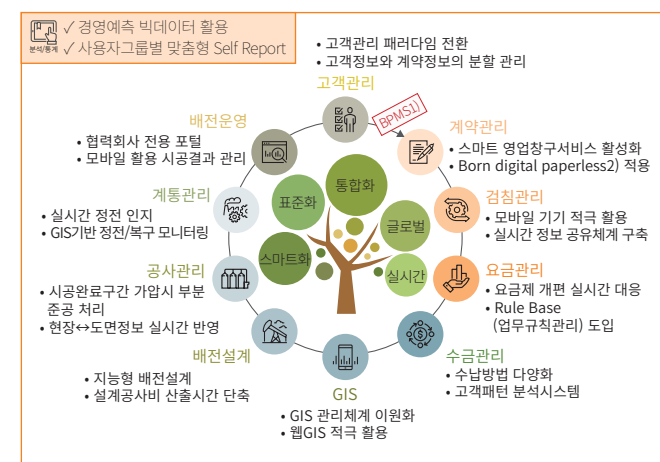 ✓ 경영예측 빅데이터 활용
분석/통계
✓ 사용자그룹별 맞춤형 Self Report
• 고객관리 패러다임 전환
• 고객정보와 계약정보의 분할 관리
고객관리
BPMS1)
계약관리
• 스마트 영업창구서비스 활성화
• Born digital paperless2) 적용
검침관리
• 모바일 기기 적극 활용
• 실시간 정보 공유체계 구축
요금관리
• 요금제 개편 실시간 대응
• Rule Base
(업무규칙관리) 도입
수금관리
• 수납방법 다양화
• 고객패턴 분석시스템
GIS
• GIS 관리체계 이원화
• 웹GIS 적극 활용
배전설계
• 지능형 배전설계
• 설계공사비 산출시간 단축
공사관리
• 시공완료구간 가압시 부분
준공 처리
• 현장↔도면정보 실시간 반영
계통관리
• 실시간 정전 인지
• GIS기반 정전/복구 모니터링
배전운영
• 협력회사 전용 포털
• 모바일 활용 시공결과 관리
통합화
표준화
글로벌
스마트화
실시간